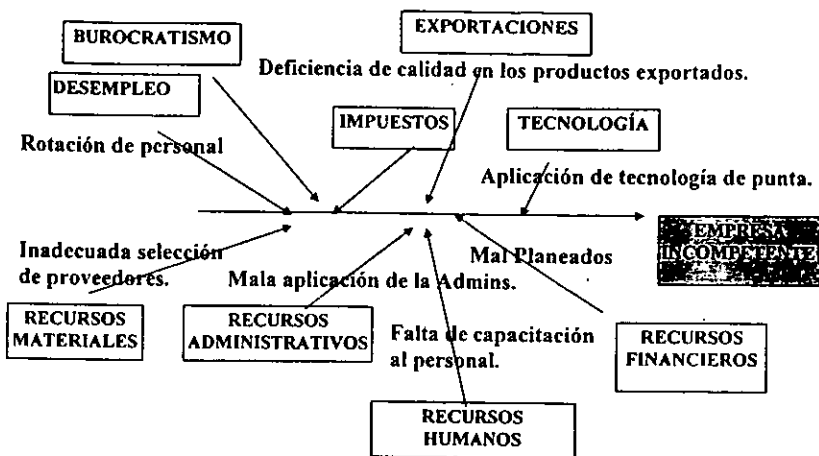 EXPORTACIONES
BUROCRATISMO
Deficiencia de calidad en los productos exportados.
DESEMPLEO
IMPUESTOS
TECNOLOGÍA
Rotación de personal
Aplicación de tecnología de punta.
EMPRESA
INCOMPETENTE
Inadecuada selección
de proveedores.
Mal Planeados
Mala aplicación de la Admins.
RECURSOS
MATERIALES
RECURSOS
ADMINISTRATIVOS
Falta de capacitación
al personal.
RECURSOS
FINANCIEROS
RECURSOS
HUMANOS